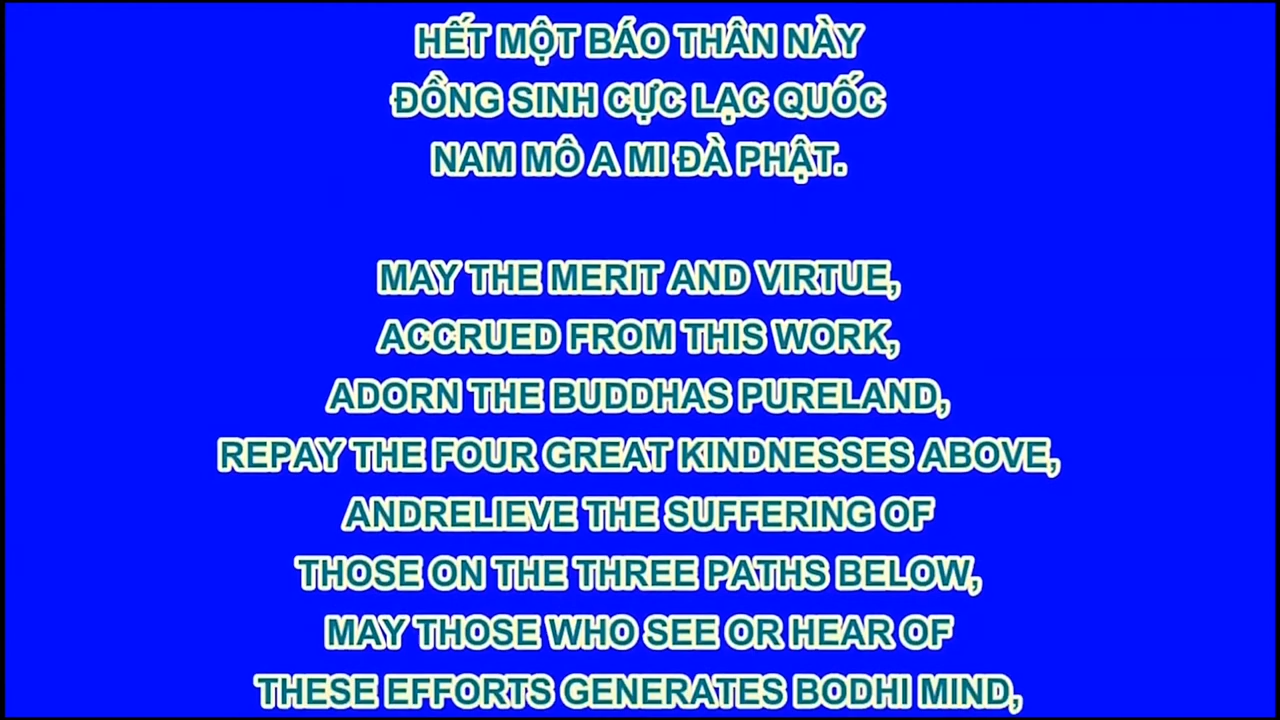 HẾT MỘT BÁO THÂN NÀY
ĐỒNG SINH CỰC LẠC QUỐC
NAM MÔ A MI ĐÀ PHẬT.
MAY THE MERIT AND VIRTUE,
ACCRUED FROM THIS WORK,
ADORN THE BUDDHAS PURELAND,
REPAY THE FOUR GREAT KINDNESSES ABOVE,
ANDRELIEVE THE SUFFERING OF
THOSE ON THE THREE PATHS BELOW,
MAY THOSE WHO SEE OR HEAR OF
THESE EFFORTS GENERATES BODHI MIND,